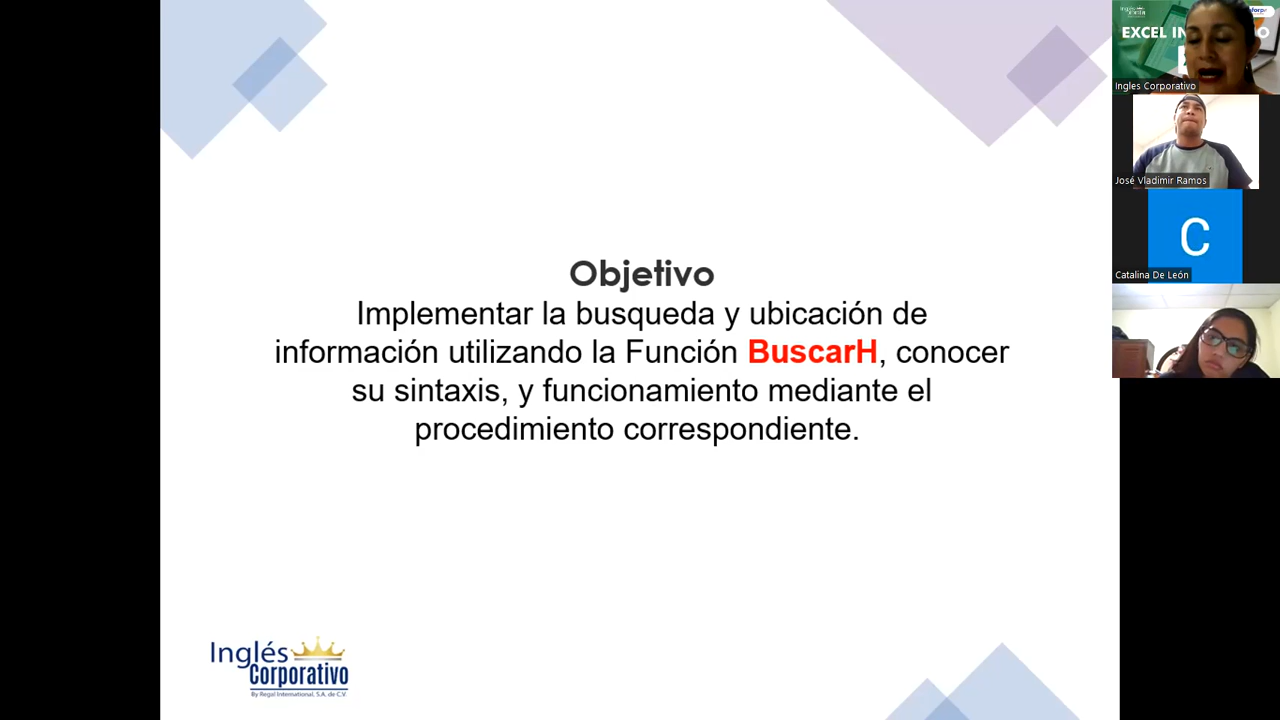 Objetivo
Implementar la busqueda y ubicación de
información utilizando la Función BuscarH, conocer
su sintaxis, y funcionamiento mediante el
procedimiento correspondiente.
Inglés
Corporativo
By Regal International, S.A. de C.V.
EXCEL IN
O
Ingles Corporativo
José Vladimir Ramos
C
Catalina De León